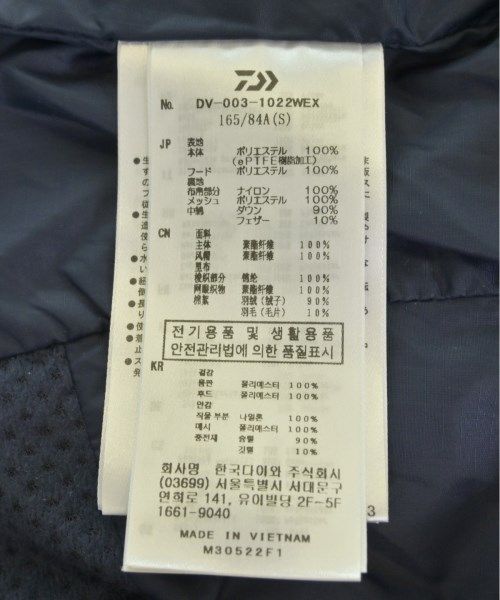 No. DV-003-1022WEX
165/84A(S)
JP 表地
本体 ポリエステル 100%
(ePTFE樹脂加工)
フード ポリエステル 100%
裏地
布帛部分 ナイロン 100%
メッシュ ポリエステル 100%
中綿 ダウン 90%
フェザー 10%
CN 面料
主体 聚酯纤维 100%
风帽 聚酯纤维 100%
里布
梭织部分 锦纶 100%
网眼织物 聚酯纤维 100%
棉絮 羽绒(绒子) 90%
羽毛(毛片) 10%
전기용품 및 생활용품
안전관리법에 의한 품질표시
KR
겉감
몸판 폴리에스터 100%
후드 폴리에스터 100%
안감
직물 부분 나일론 100%
메시 폴리에스터 100%
충전재 솜털 90%
깃털 10%
회사명 한국다이와 주식회사
(03699) 서울특별시 서대문구
연희로 141, 유이빌딩 2F-5F
1661-9040
MADE IN VIETNAM
M30522F1